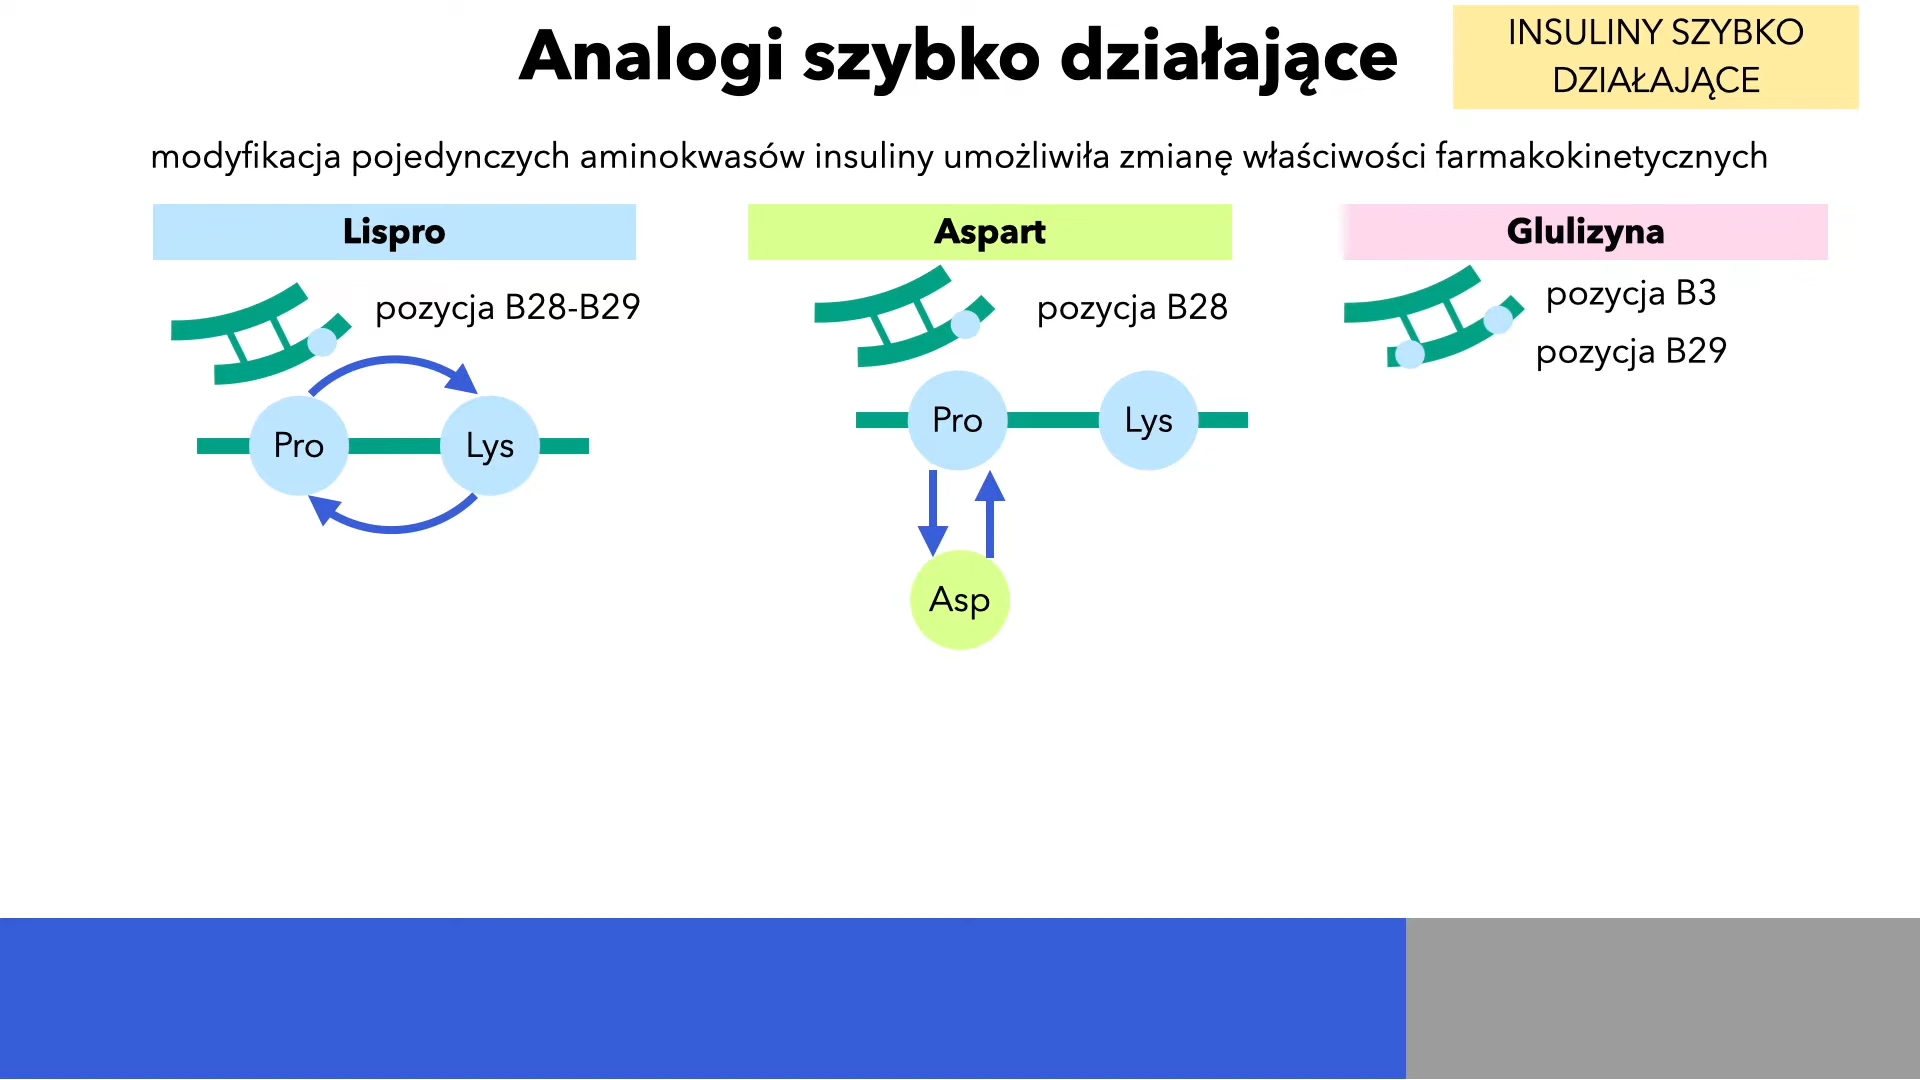 Analogi szybko działające
INSULINY SZYBKO
DZIAŁAJĄCE
modyfikacja pojedynczych aminokwasów insuliny umożliwiła zmianę właściwości farmakokinetycznych
Lispro
pozycja B28-B29
Pro
Lys
Aspart
pozycja B28
Pro
Lys
Asp
Glulizyna
pozycja B3
pozycja B29